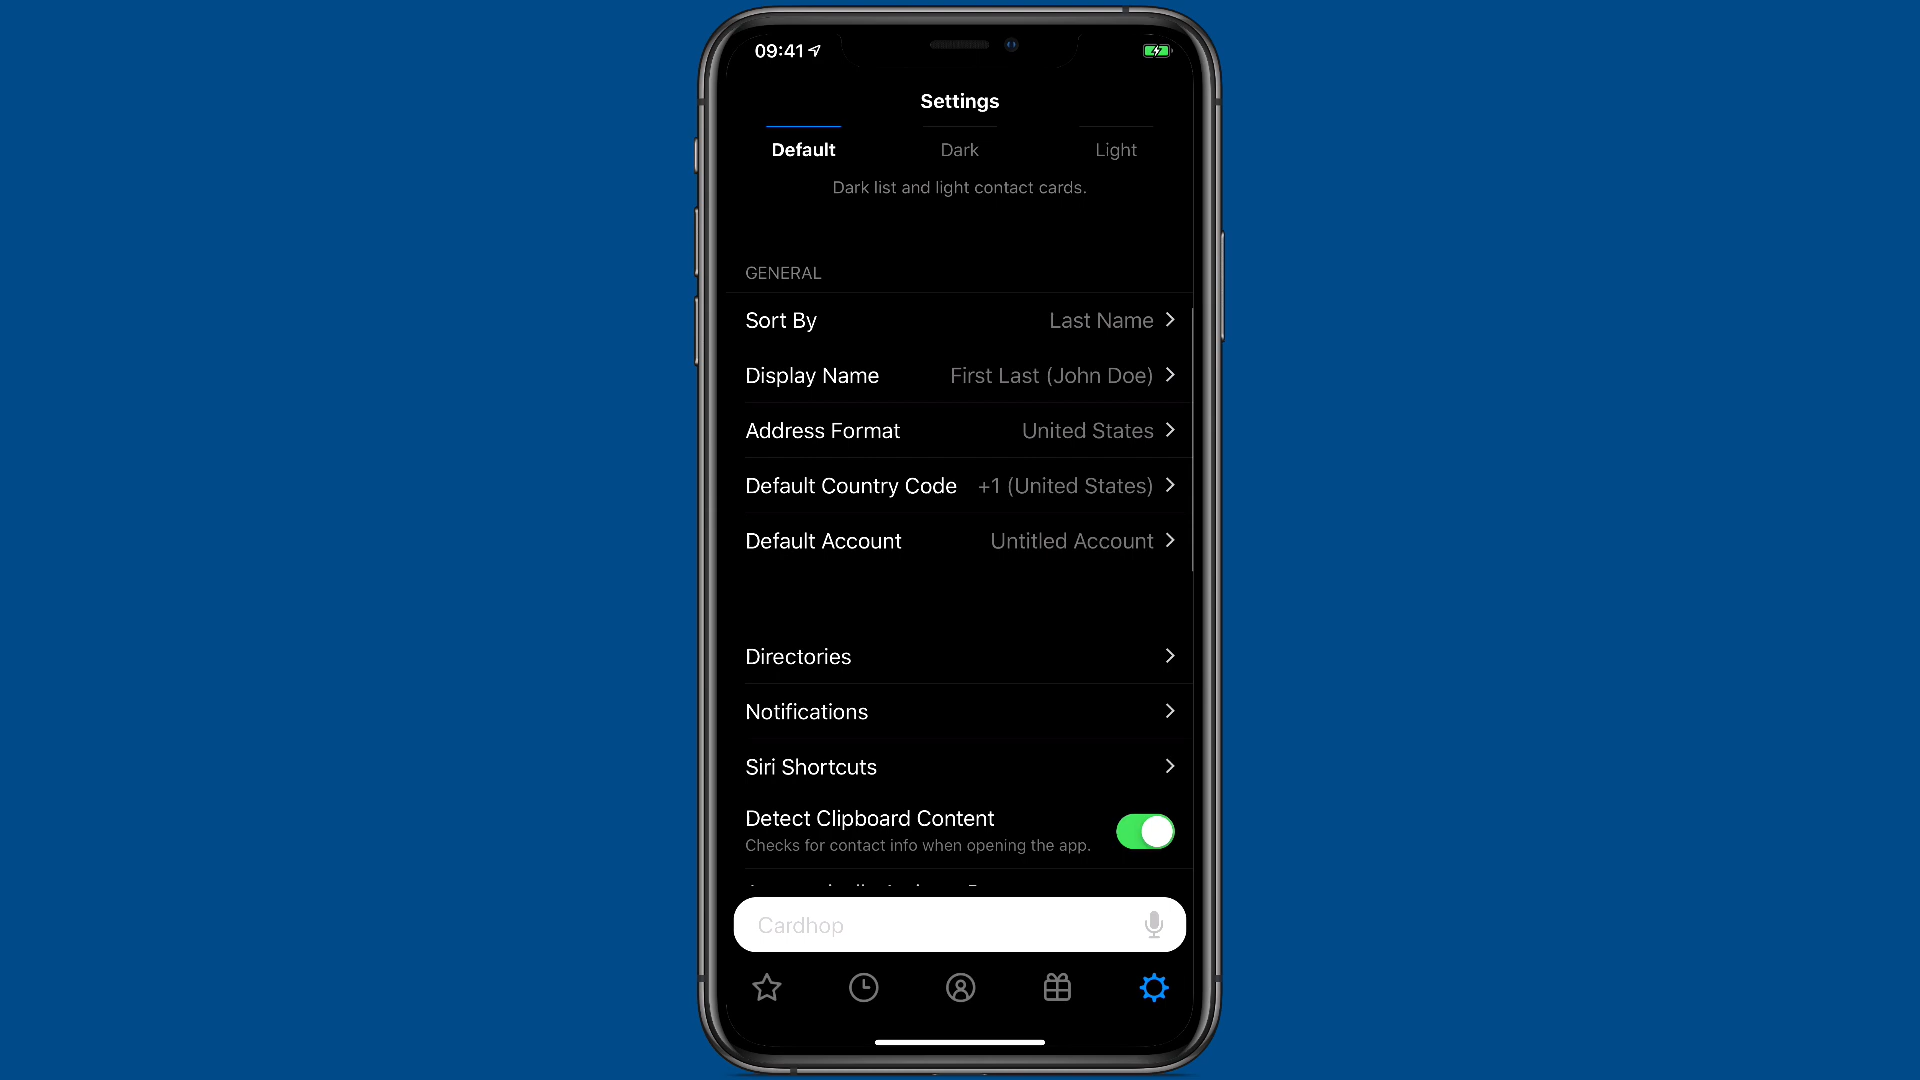 09:41
Settings
Default
Dark
Light
Dark list and light contact cards.
GENERAL
Sort By
Last Name
Display Name
First Last (John Doe)
Address Format
United States
Default Country Code
+1 (United States)
Default Account
Untitled Account
Directories
Notifications
Siri Shortcuts
Detect Clipboard Content
Checks for contact info when opening the app.
Cardhop